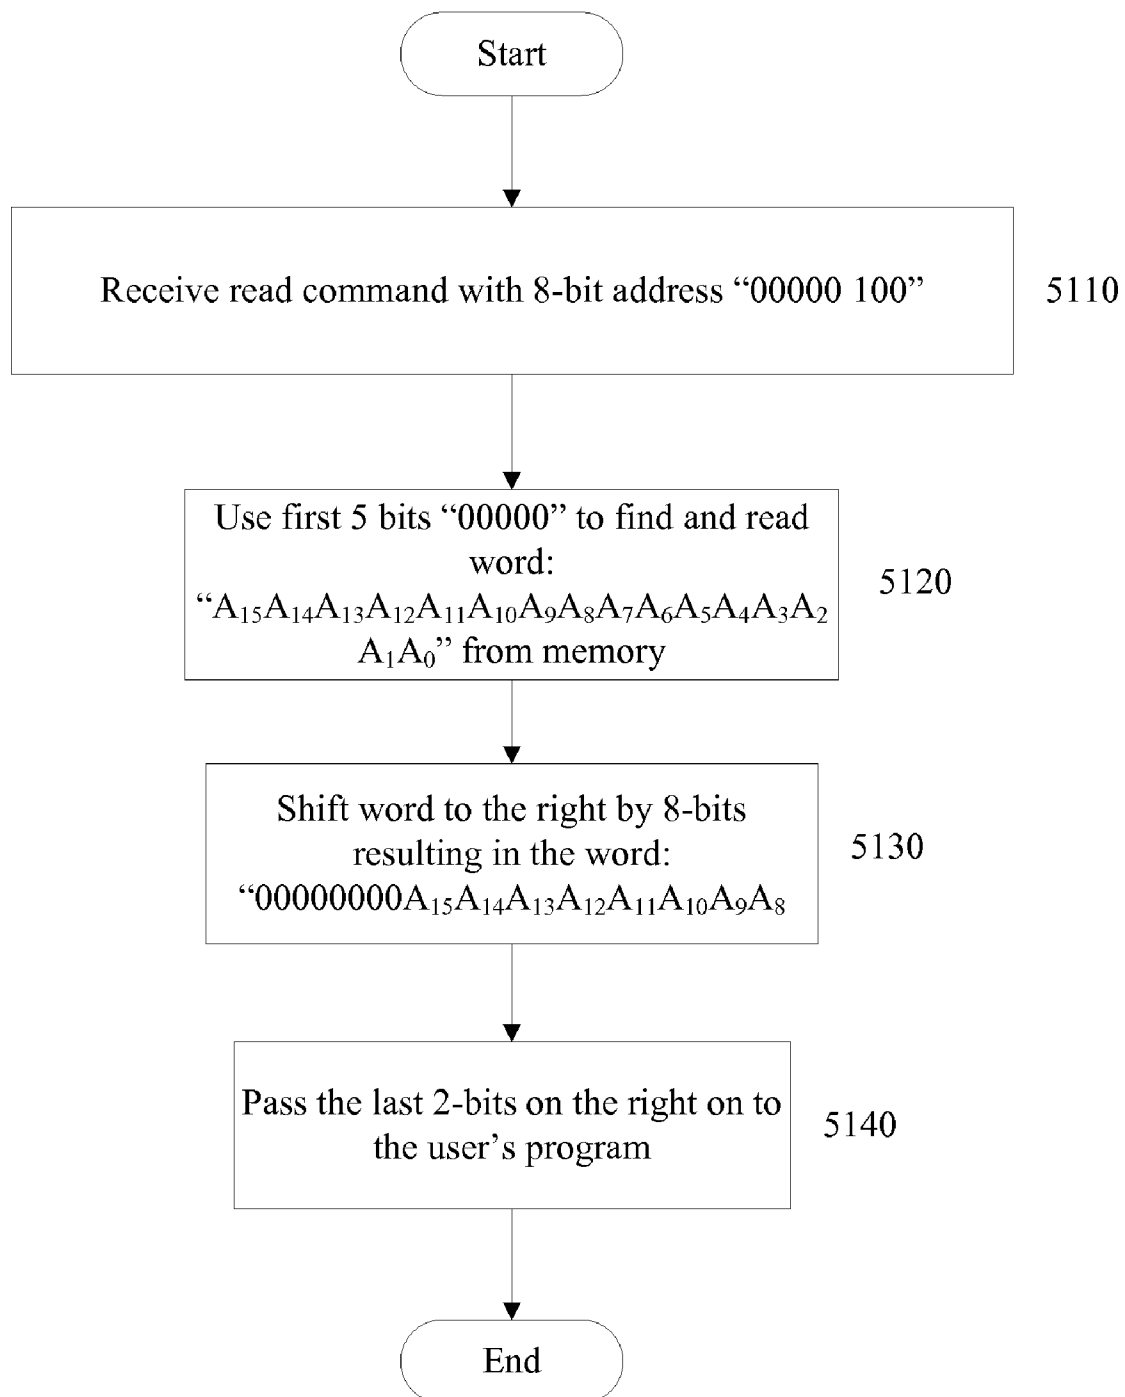 Start
Receive read command with 8-bit address “00000 100”
5110
Use first 5 bits “00000” to find and read
word:
“A₁₅A₁₄A₁₃A₁₂A₁₁A₁₀A₉A₈A₇A₆A₅A₄A₃A₂
A₁A₀” from memory
5120
Shift word to the right by 8-bits
resulting in the word:
“00000000A₁₅A₁₄A₁₃A₁₂A₁₁A₁₀A₉A₈
5130
Pass the last 2-bits on the right on to
the user’s program
5140
End